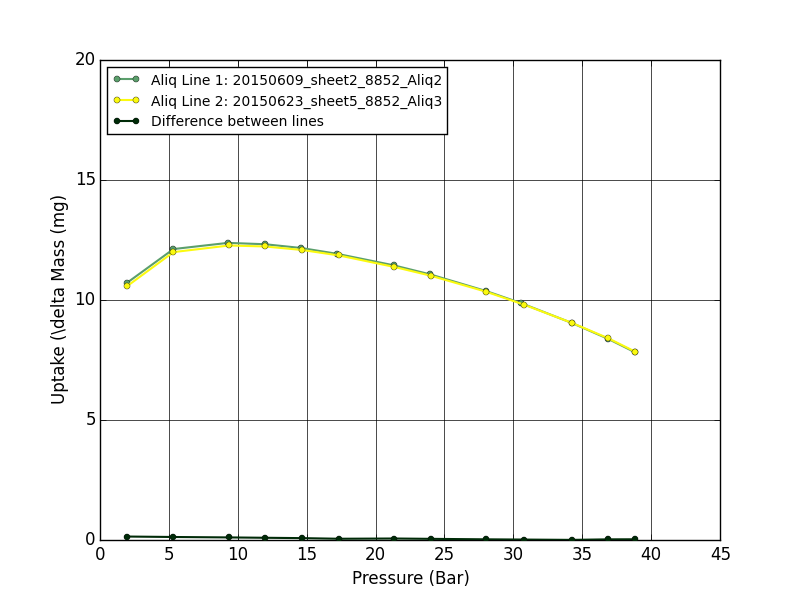 Aliq Line 1: 20150609_sheet2_8852_Aliq2
Aliq Line 2: 20150623_sheet5_8852_Aliq3
Difference between lines
20
15
10
5
0
Uptake (\delta Mass (mg)
0 5 10 15 20 25 30 35 40 45
Pressure (Bar)